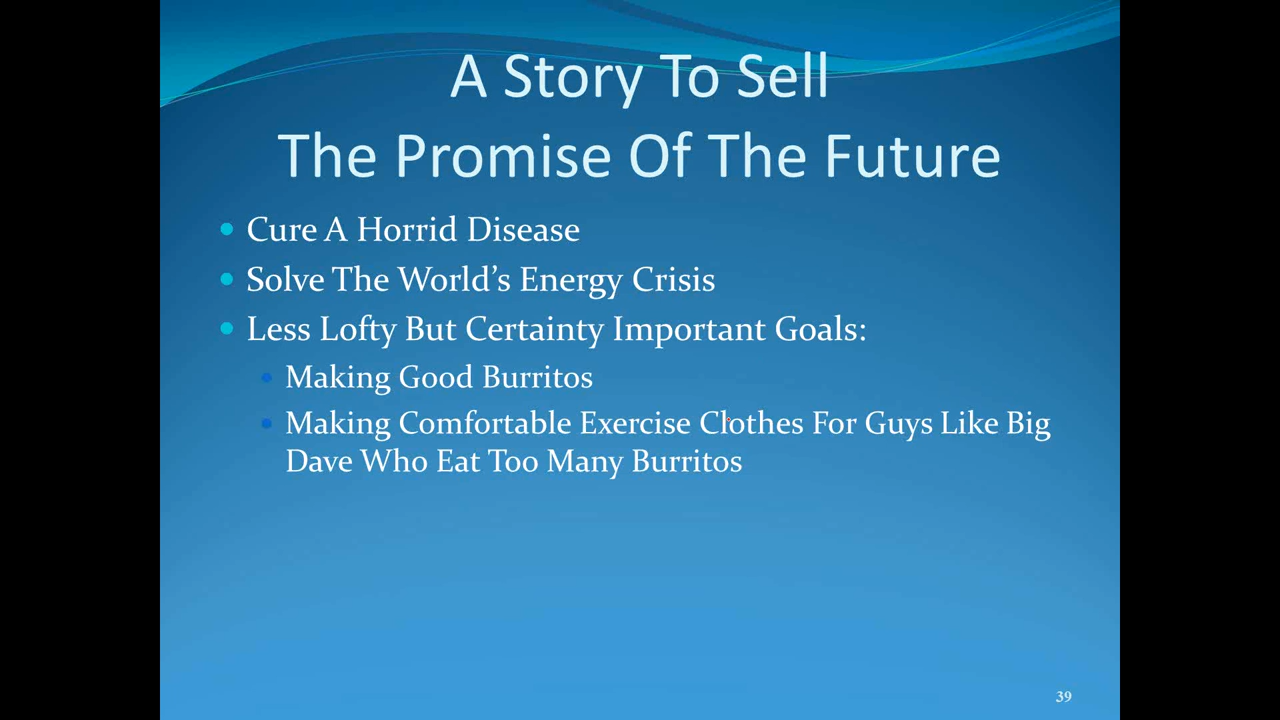 A Story To Sell
The Promise Of The Future
Cure A Horrid Disease
Solve The World’s Energy Crisis
Less Lofty But Certainty Important Goals:
Making Good Burritos
Making Comfortable Exercise Clothes For Guys Like Big
Dave Who Eat Too Many Burritos
39